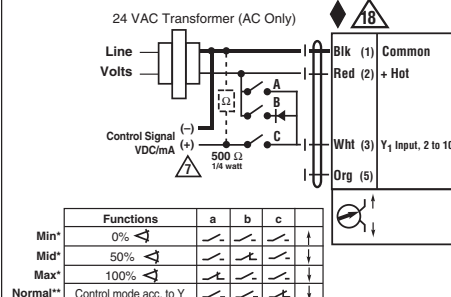 24 VAC Transformer (AC Only)
18
Line
Volts
Blk (1) Common
Red (2) + Hot
A
Ω
B
Control Signal (–)
VDC/mA (+)
C
7
500 Ω
1/4 watt
Wht (3) Y1 Input, 2 to 10
Org (5)
Functions a b c
Min* 0%
Mid* 50%
Max* 100%
Normal** Control mode acc. to Y